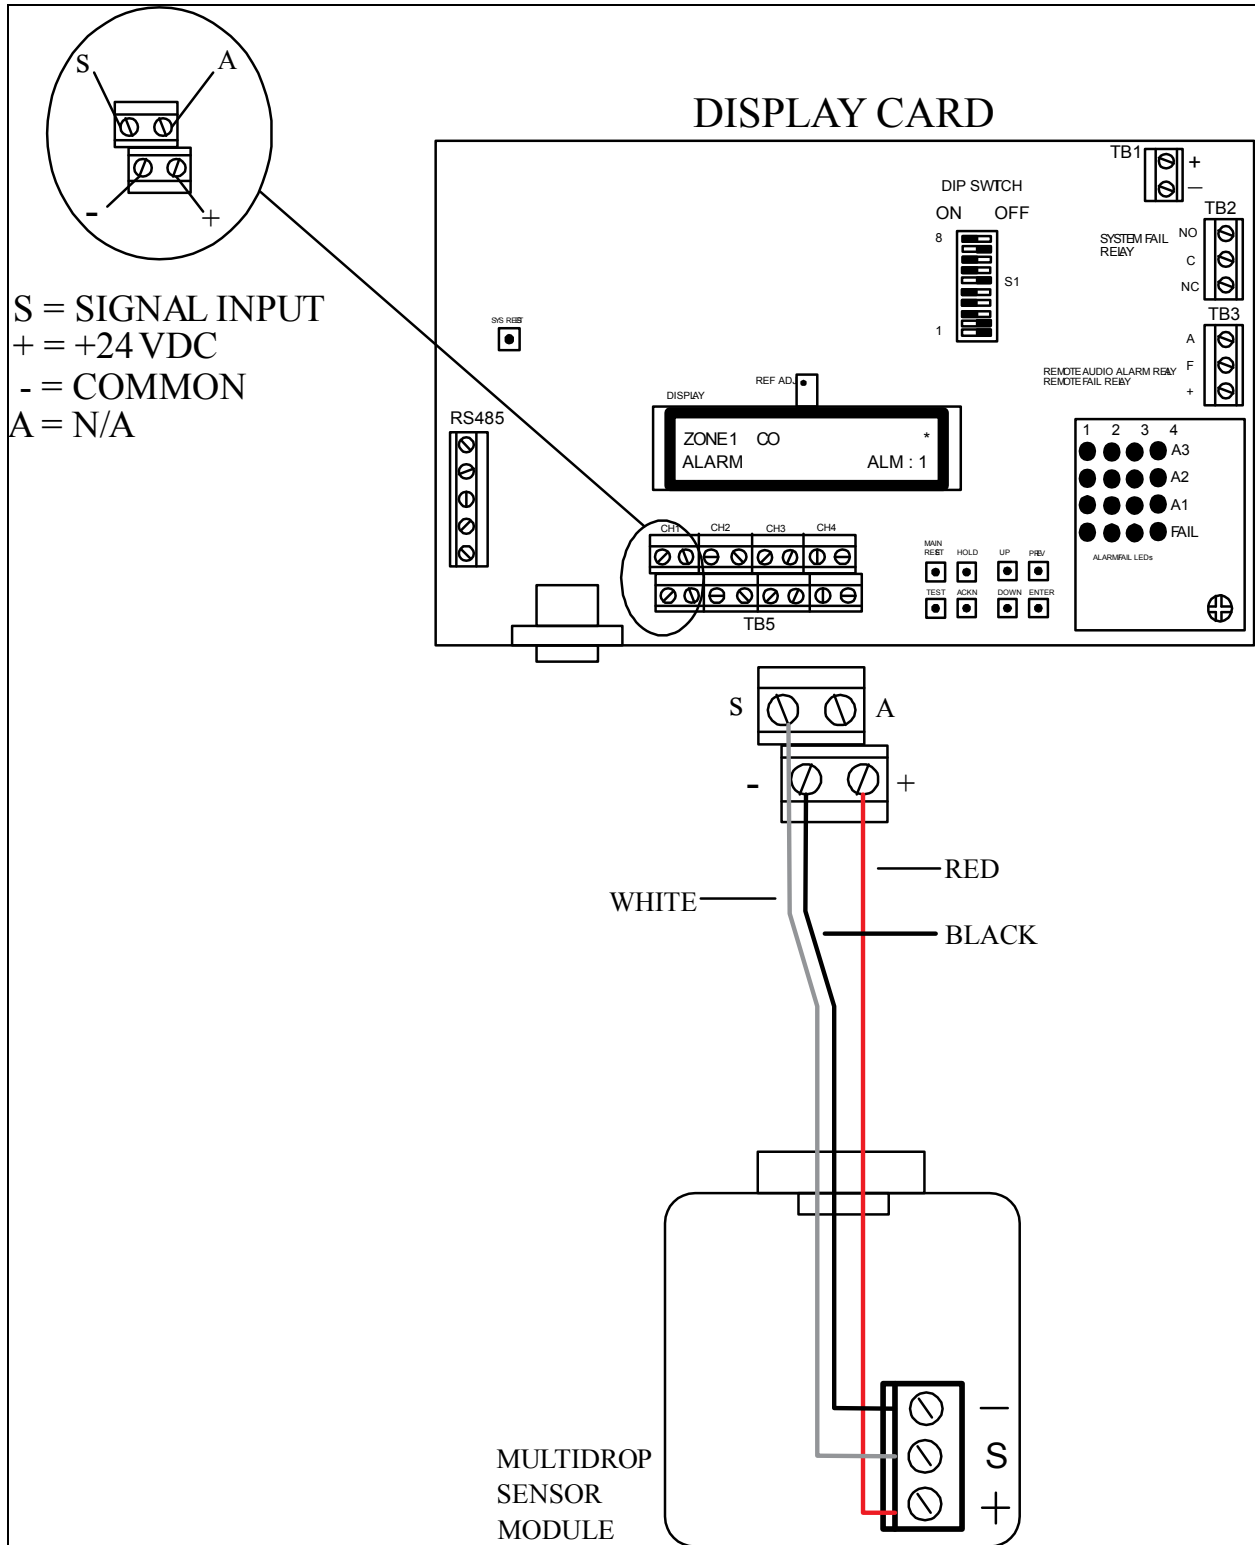 S A
- +
S = SIGNAL INPUT
+ = +24 VDC
- = COMMON
A = N/A
DISPLAY CARD
TB1
+
−
DIP SWITCH
ON OFF
8
S1
1
TB2
SYSTEM FAIL
RELAY
NO
C
NC
TB3
REMOTE AUDIO ALARM RELAY
REMOTE FAIL RELAY
A
F
+
SYS RESET
REF ADJ
DISPLAY
ZONE 1 CO *
ALARM ALM : 1
RS485
1 2 3 4
A3
A2
A1
FAIL
ALARM/FAIL LEDs
CH1 CH2 CH3 CH4
TB5
MAIN
RESET HOLD UP PREV
TEST ACKN DOWN ENTER
S A
- +
RED
WHITE
BLACK
−
S
+
MULTIDROP
SENSOR
MODULE